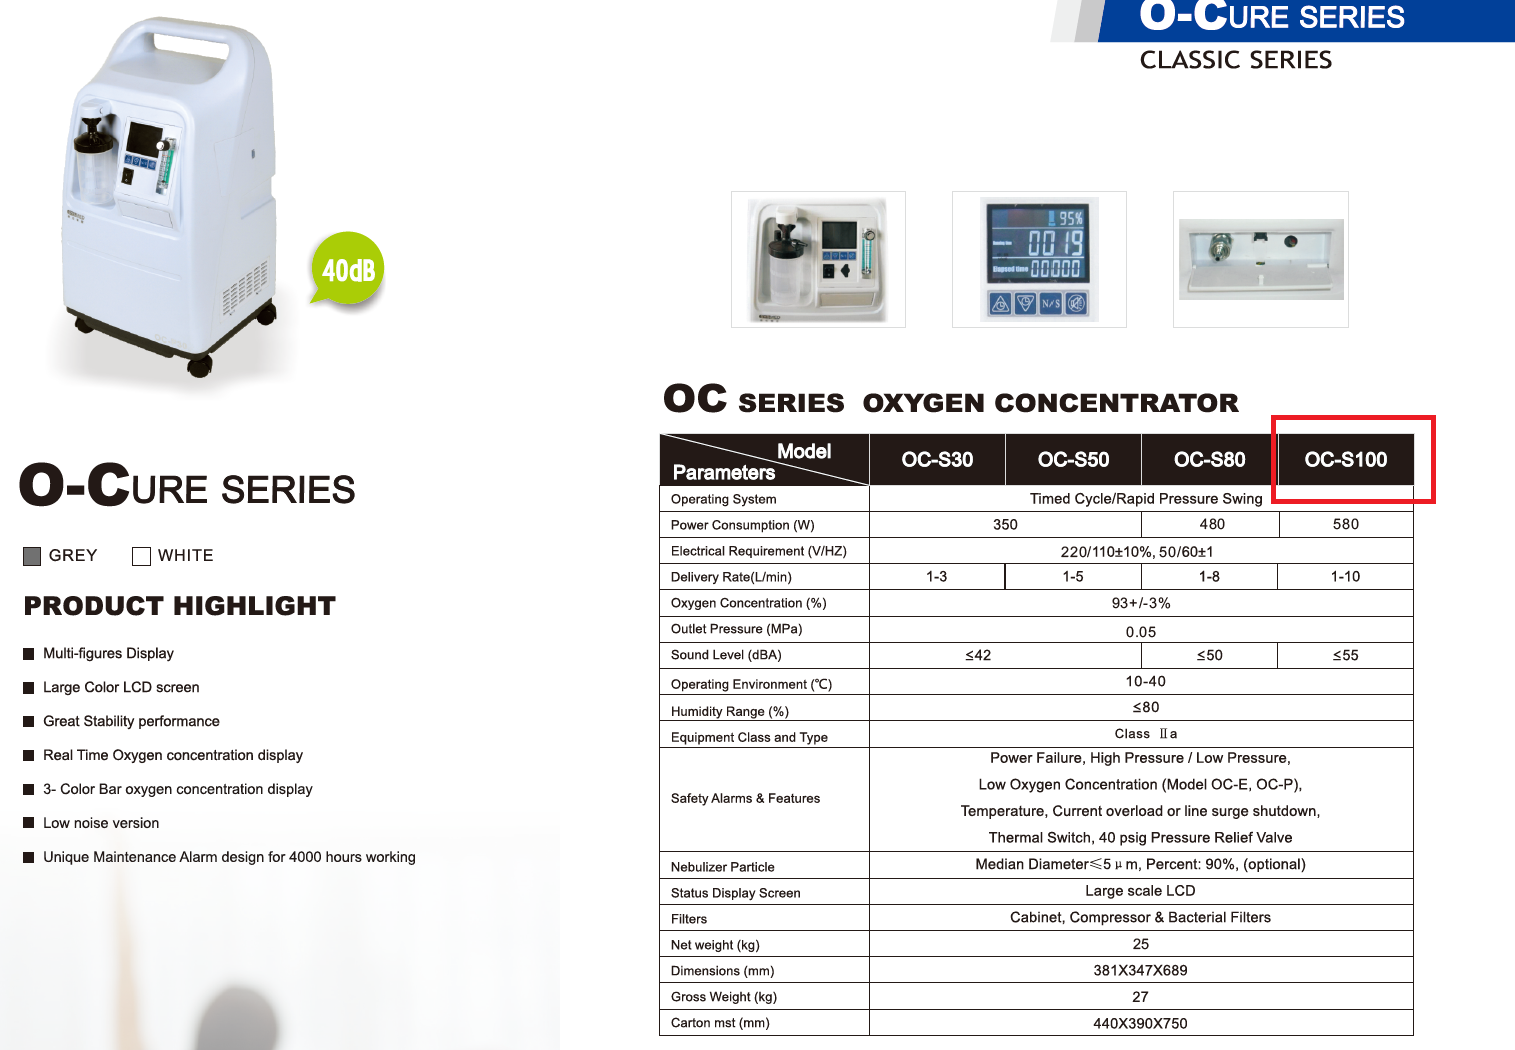 O-CURE SERIES
CLASSIC SERIES
40dB
95%
0019
Elapsed time 00000
N/S
O-CURE SERIES
GREY WHITE
PRODUCT HIGHLIGHT
Multi-figures Display
Large Color LCD screen
Great Stability performance
Real Time Oxygen concentration display
3- Color Bar oxygen concentration display
Low noise version
Unique Maintenance Alarm design for 4000 hours working
OC SERIES OXYGEN CONCENTRATOR
Model Parameters OC-S30 OC-S50 OC-S80 OC-S100
Operating System Timed Cycle/Rapid Pressure Swing
Power Consumption (W) 350 480 580
Electrical Requirement (V/HZ) 220/110±10%, 50/60±1
Delivery Rate(L/min) 1-3 1-5 1-8 1-10
Oxygen Concentration (%) 93+/-3%
Outlet Pressure (MPa) 0.05
Sound Level (dBA) ≤42 ≤50 ≤55
Operating Environment (℃) 10-40
Humidity Range (%) ≤80
Equipment Class and Type Class Ⅱa
Safety Alarms & Features Power Failure, High Pressure / Low Pressure,
Low Oxygen Concentration (Model OC-E, OC-P),
Temperature, Current overload or line surge shutdown,
Thermal Switch, 40 psig Pressure Relief Valve
Nebulizer Particle Median Diameter≤5μm, Percent: 90%, (optional)
Status Display Screen Large scale LCD
Filters Cabinet, Compressor & Bacterial Filters
Net weight (kg) 25
Dimensions (mm) 381X347X689
Gross Weight (kg) 27
Carton mst (mm) 440X390X750